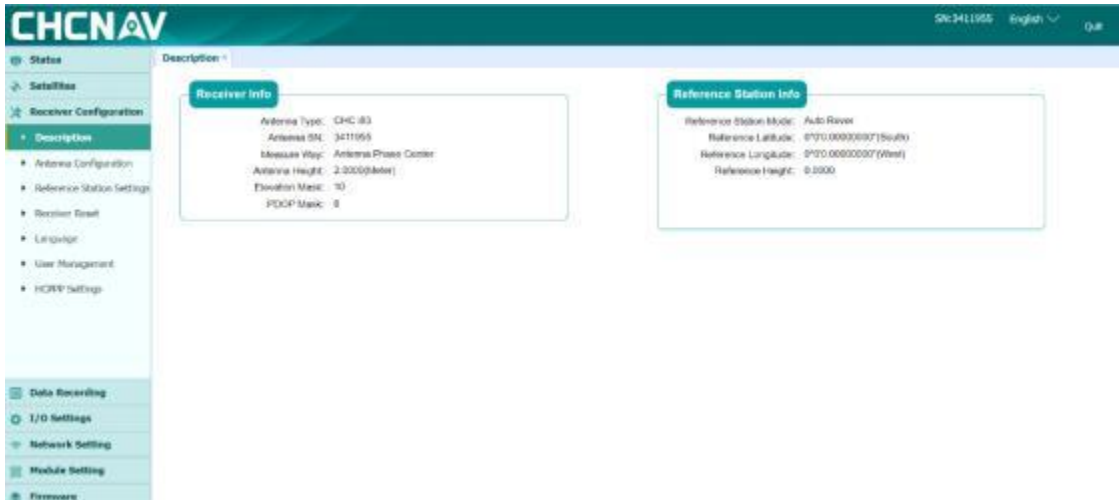 CHCNAV
SN:3411955 English Quit
Status
Satellites
Receiver Configuration
Description
Antenna Configuration
Reference Station Settings
Receiver Reset
Language
User Management
HCPPP Settings
Data Recording
I/O Settings
Network Setting
Module Setting
Firmware
Description ×
Receiver Info
Antenna Type: CHC i83
Antenna SN: 3411955
Measure Way: Antenna Phase Center
Antenna Height: 2.0000(Meter)
Elevation Mask: 10
PDOP Mask: 6
Reference Station Info
Reference Station Mode: Auto Rover
Reference Latitude: 0°0'0.00000000"(South)
Reference Longitude: 0°0'0.00000000"(West)
Reference Height: 0.0000